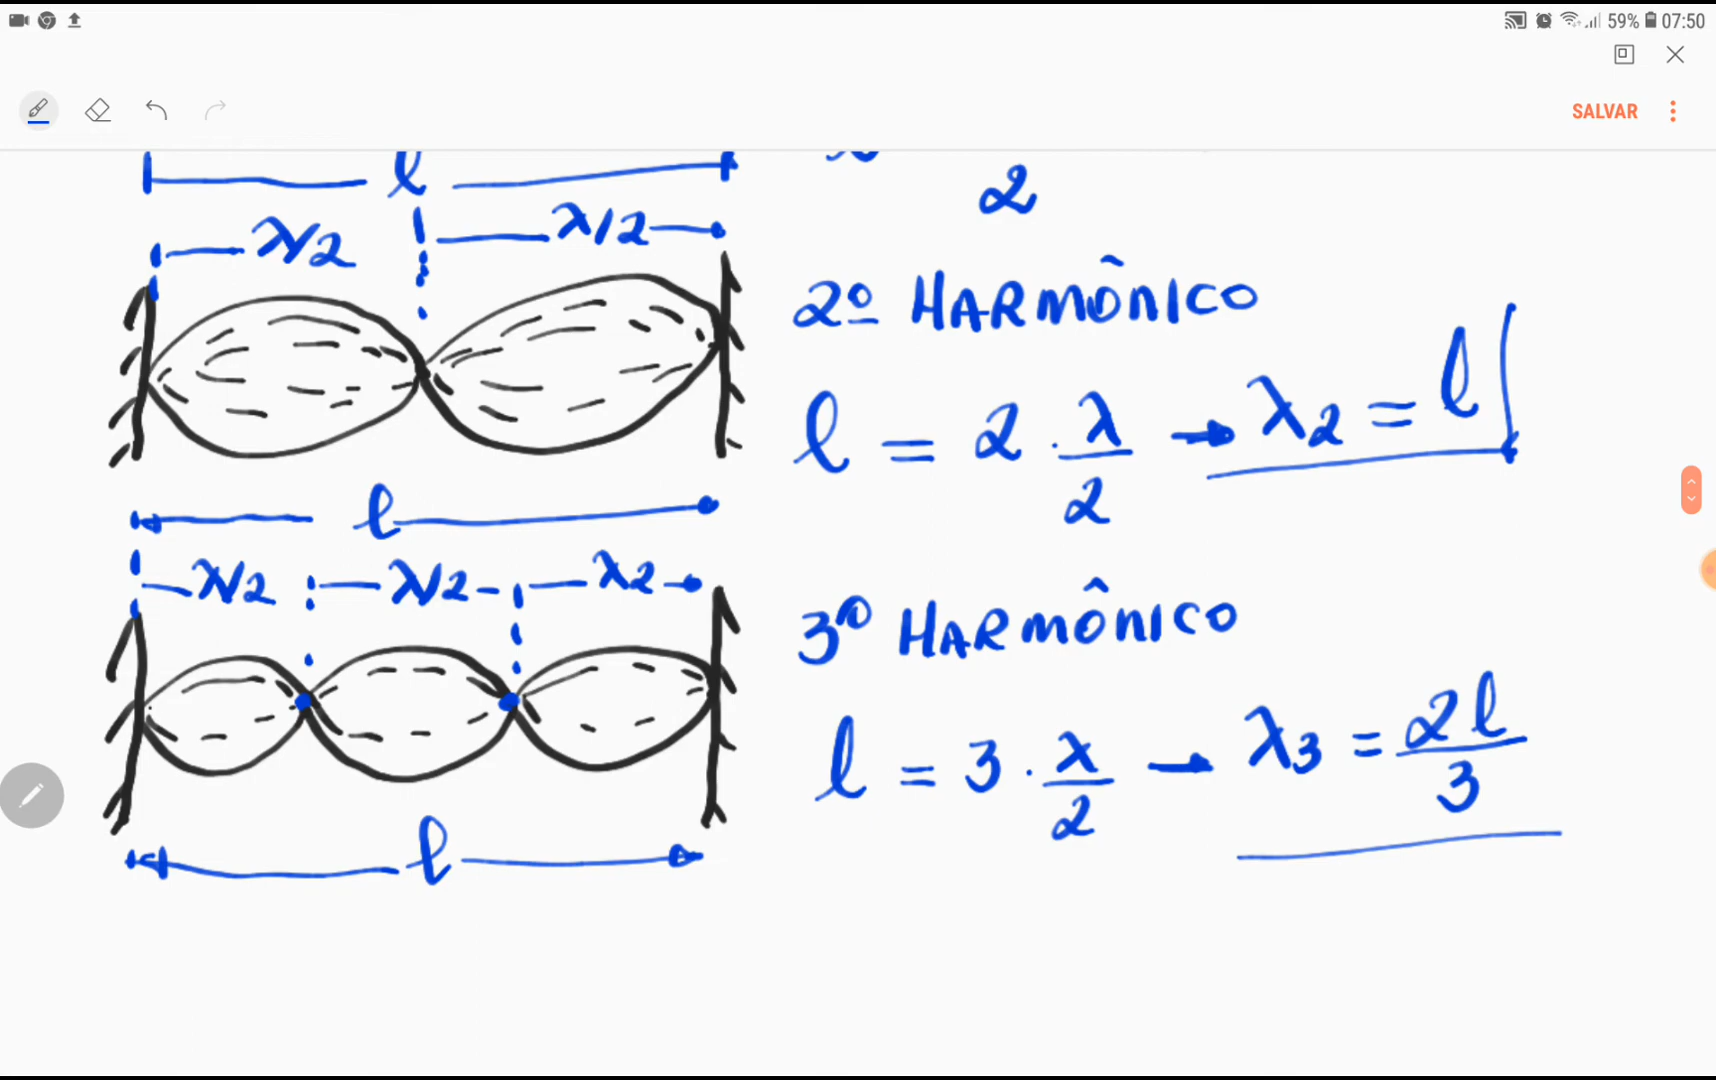 59% 07:50
SALVAR
l
2
λ/2 λ/2
2º HARMÔNICO
l = 2 · λ/2 → λ2 = l
l
λ/2 λ/2 λ2
3º HARMÔNICO
l = 3 · λ/2 → λ3 = 2l/3
l